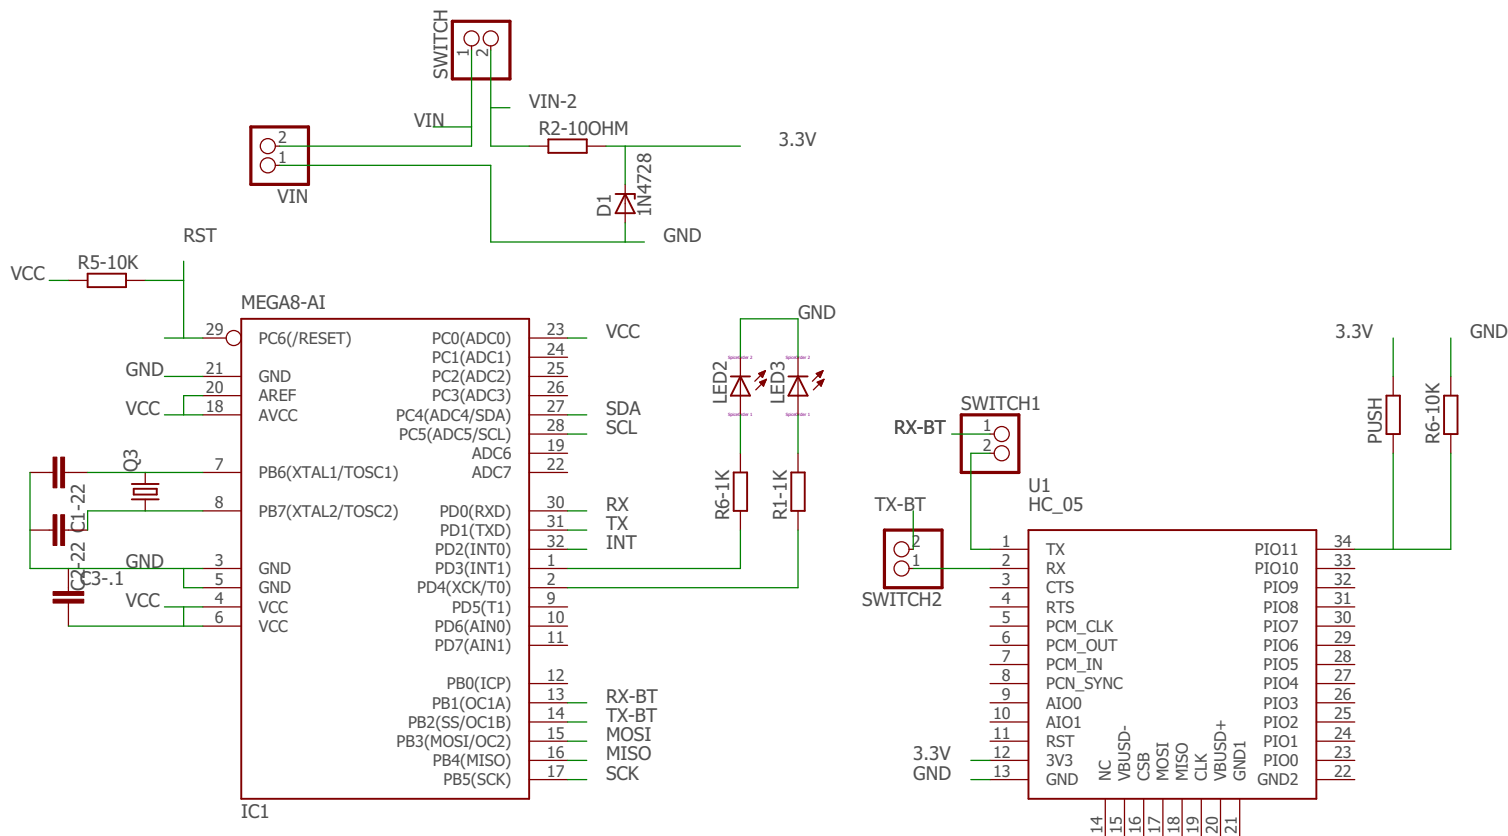 SWITCH
1
2
VIN-2
VIN
R2-10OHM
3.3V
2
1
VIN
D1
1N4728
GND
RST
VCC
R5-10K
MEGA8-AI
29 PC6(/RESET)
GND 21 GND
20 AREF
VCC 18 AVCC
7 PB6(XTAL1/TOSC1)
Q3
C1-22
8 PB7(XTAL2/TOSC2)
C2-22
GND 3 GND
C3-.1
5 GND
VCC 4 VCC
6 VCC
PC0(ADC0) 23 VCC
PC1(ADC1) 24
PC2(ADC2) 25
PC3(ADC3) 26
PC4(ADC4/SDA) 27 SDA
PC5(ADC5/SCL) 28 SCL
ADC6 19
ADC7 22
PD0(RXD) 30 RX
PD1(TXD) 31 TX
PD2(INT0) 32 INT
PD3(INT1) 1
PD4(XCK/T0) 2
PD5(T1) 9
PD6(AIN0) 10
PD7(AIN1) 11
PB0(ICP) 12
PB1(OC1A) 13 RX-BT
PB2(SS/OC1B) 14 TX-BT
PB3(MOSI/OC2) 15 MOSI
PB4(MISO) 16 MISO
PB5(SCK) 17 SCK
IC1
GND
SpiceOrder 2
SpiceOrder 2
LED2
LED3
SpiceOrder 1
SpiceOrder 1
R6-1K
R1-1K
3.3V
GND
PUSH
R6-10K
SWITCH1
RX-BT
1
2
TX-BT
2
1
SWITCH2
U1
HC_05
1 TX
2 RX
3 CTS
4 RTS
5 PCM_CLK
6 PCM_OUT
7 PCM_IN
8 PCN_SYNC
9 AIO0
10 AIO1
11 RST
3.3V 12 3V3
GND 13 GND
NC 14
VBUSD- 15
CSB 16
MOSI 17
MISO 18
CLK 19
VBUSD+ 20
GND1 21
PIO11 34
PIO10 33
PIO9 32
PIO8 31
PIO7 30
PIO6 29
PIO5 28
PIO4 27
PIO3 26
PIO2 25
PIO1 24
PIO0 23
GND2 22